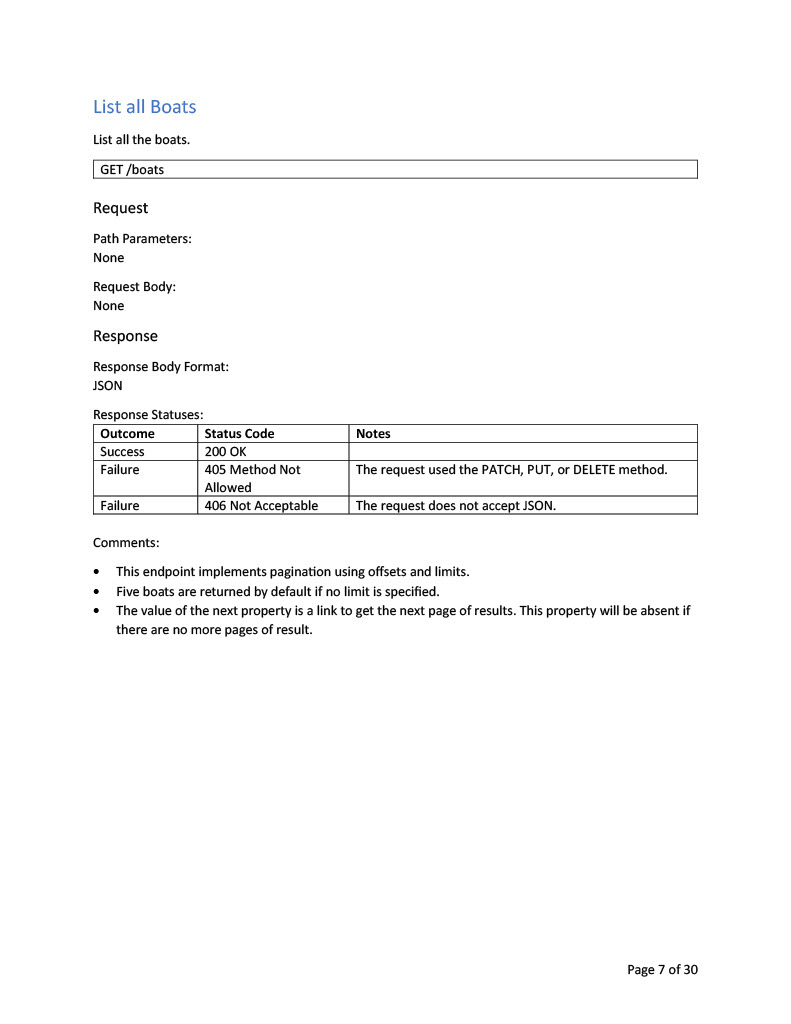 List all Boats
List all the boats.
GET /boats
Request
Path Parameters:
None
Request Body:
None
Response
Response Body Format:
JSON
Response Statuses:
Outcome Status Code Notes
Success 200 OK
Failure 405 Method Not The request used the PATCH, PUT, or DELETE method.
Allowed
Failure 406 Not Acceptable The request does not accept JSON.
Comments:
• This endpoint implements pagination using offsets and limits.
• Five boats are returned by default if no limit is specified.
• The value of the next property is a link to get the next page of results. This property will be absent if
there are no more pages of result.
Page 7 of 30